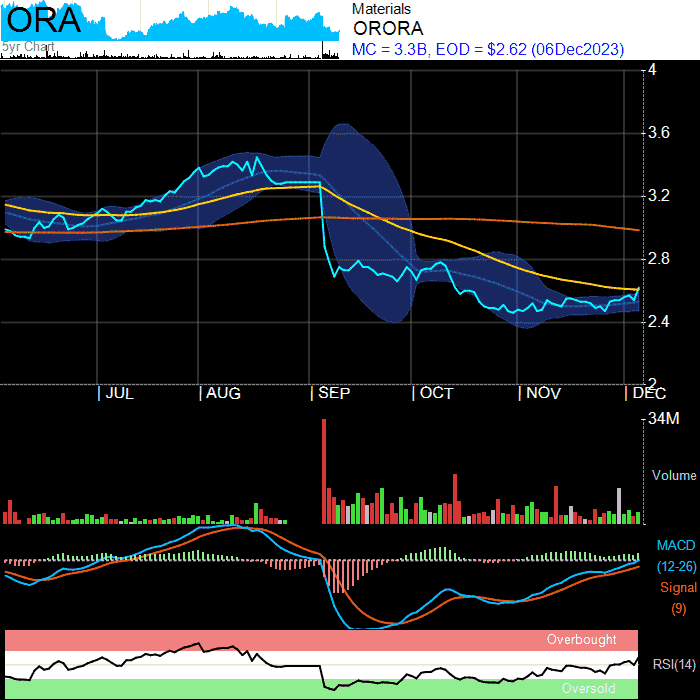 ORA
5yr Chart
Materials
ORORA
MC = 3.3B, EOD = $2.62 (06Dec2023)
4
3.6
3.2
2.8
2.4
2
| JUL | AUG | SEP | OCT | NOV | DEC
34M
Volume
MACD
(12-26)
Signal
(9)
Overbought
RSI(14)
Oversold